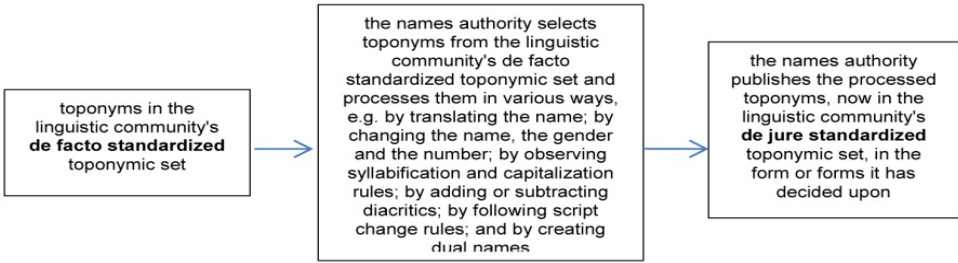 toponyms in the
linguistic community's
de facto standardized
toponymic set
the names authority selects
toponyms from the linguistic
community's de facto
standardized toponymic set and
processes them in various ways,
e.g. by translating the name; by
changing the name, the gender
and the number; by observing
syllabification and capitalization
rules; by adding or subtracting
diacritics; by following script
change rules; and by creating
dual names
the names authority
publishes the processed
toponyms, now in the
linguistic community's
de jure standardized
toponymic set, in the
form or forms it has
decided upon